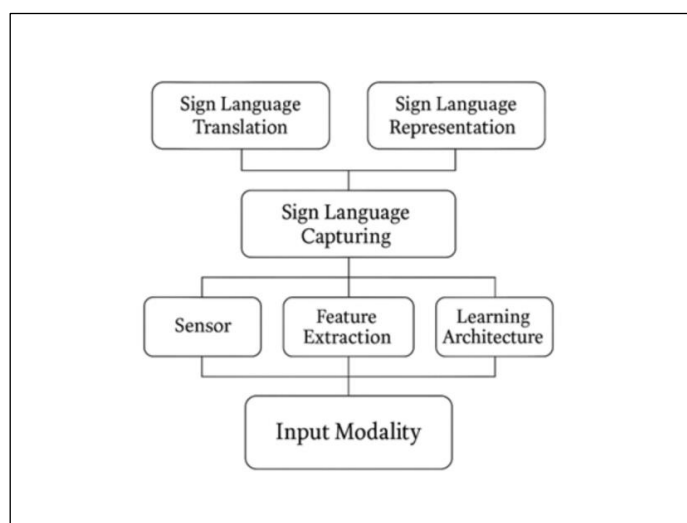 Sign Language
Translation
Sign Language
Representation
Sign Language
Capturing
Sensor
Feature
Extraction
Learning
Architecture
Input Modality